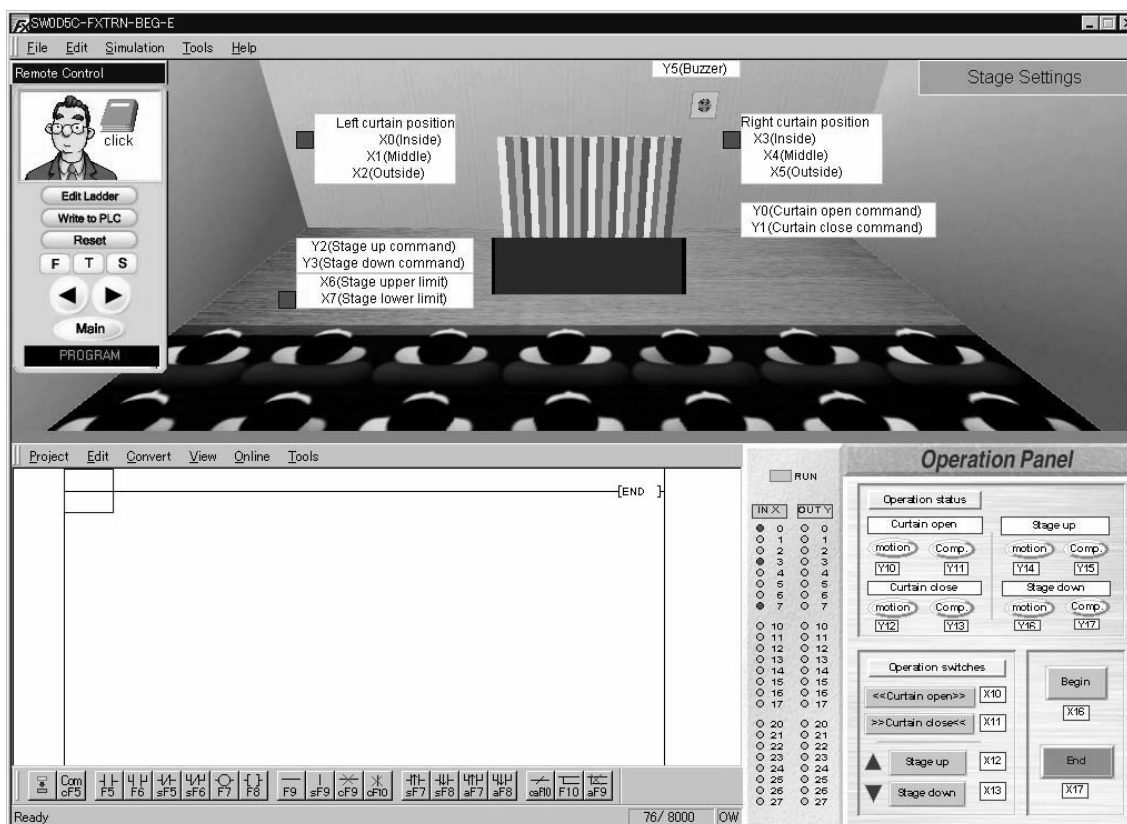 SW0D5C-FXTRN-BEG-E
File Edit Simulation Tools Help
Remote Control
click
Edit Ladder
Write to PLC
Reset
F T S
Main
PROGRAM
Y5(Buzzer)
Stage Settings
Left curtain position
X0(Inside)
X1(Middle)
X2(Outside)
Right curtain position
X3(Inside)
X4(Middle)
X5(Outside)
Y0(Curtain open command)
Y1(Curtain close command)
Y2(Stage up command)
Y3(Stage down command)
X6(Stage upper limit)
X7(Stage lower limit)
Project Edit Convert View Online Tools
[END ]
RUN
IN X OUT Y
0 0
1 1
2 2
3 3
4 4
5 5
6 6
7 7
10 10
11 11
12 12
13 13
14 14
15 15
16 16
17 17
20 20
21 21
22 22
23 23
24 24
25 25
26 26
27 27
Operation Panel
Operation status
Curtain open Stage up
motion Comp. motion Comp.
Y10 Y11 Y14 Y15
Curtain close Stage down
motion Comp. motion Comp.
Y12 Y13 Y16 Y17
Operation switches
<<Curtain open>> X10
>>Curtain close<< X11
Stage up X12
Stage down X13
Begin
X16
End
X17
Com
cF5 F5 F6 sF5 sF6 F7 F8 F9 sF9 cF9 cF10 sF7 sF8 aF7 aF8 caF10 F10 aF9
Ready 76/ 8000 OW